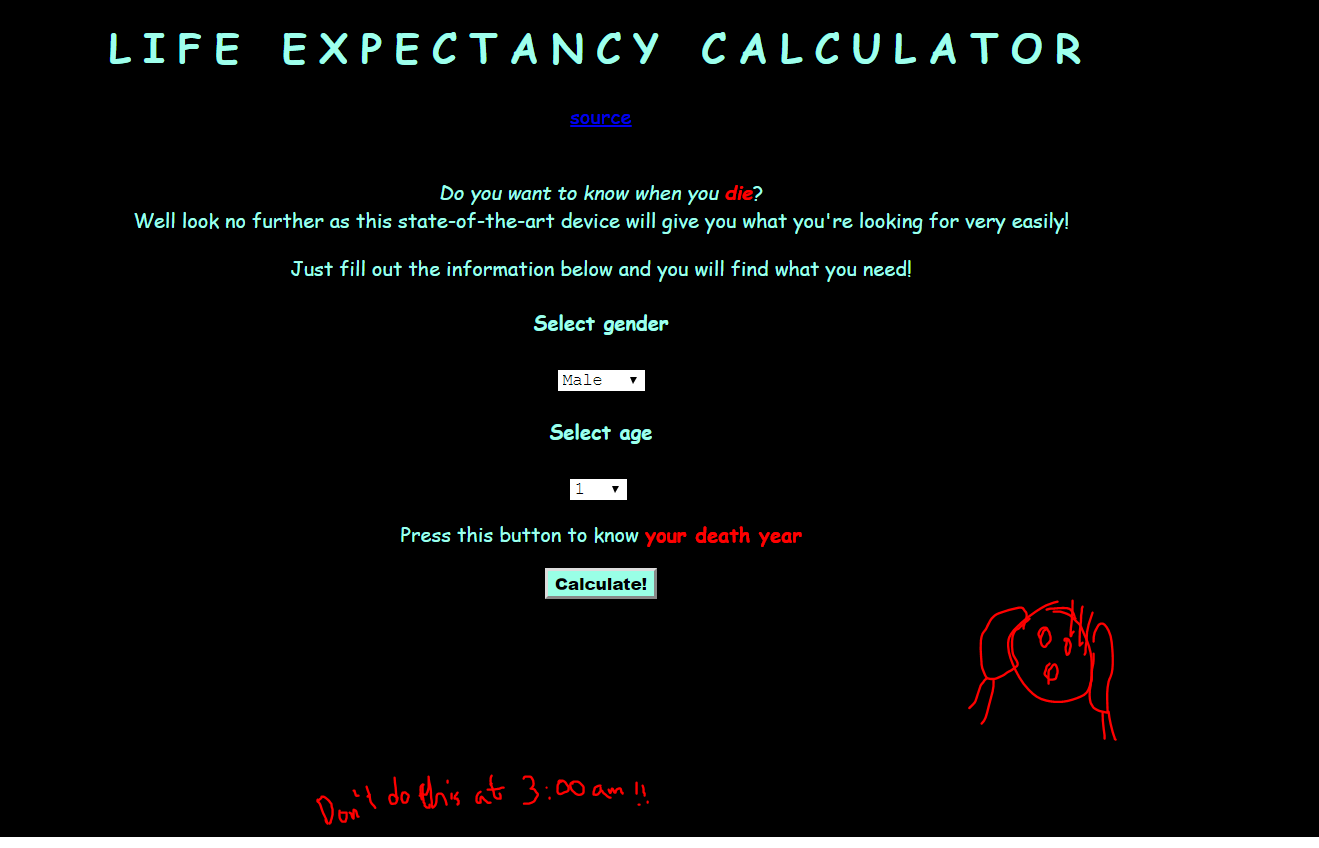 LIFE EXPECTANCY CALCULATOR
source
Do you want to know when you die?
Well look no further as this state-of-the-art device will give you what you're looking for very easily!
Just fill out the information below and you will find what you need!
Select gender
Male
Select age
1
Press this button to know your death year
Calculate!
Don't do this at 3:00 am !!